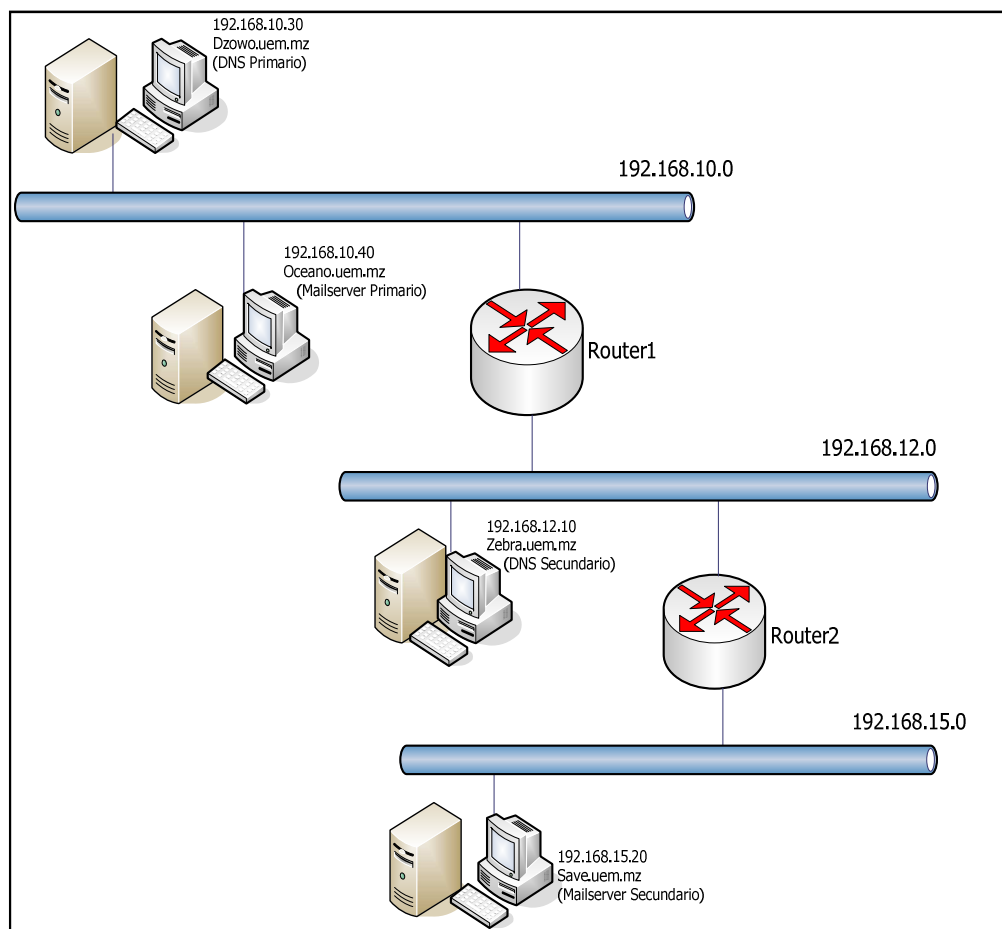 192.168.10.30
Dzowo.uem.mz
(DNS Primario)
192.168.10.0
192.168.10.40
Oceano.uem.mz
(Mailserver Primario)
Router1
192.168.12.0
192.168.12.10
Zebra.uem.mz
(DNS Secundario)
Router2
192.168.15.0
192.168.15.20
Save.uem.mz
(Mailserver Secundario)